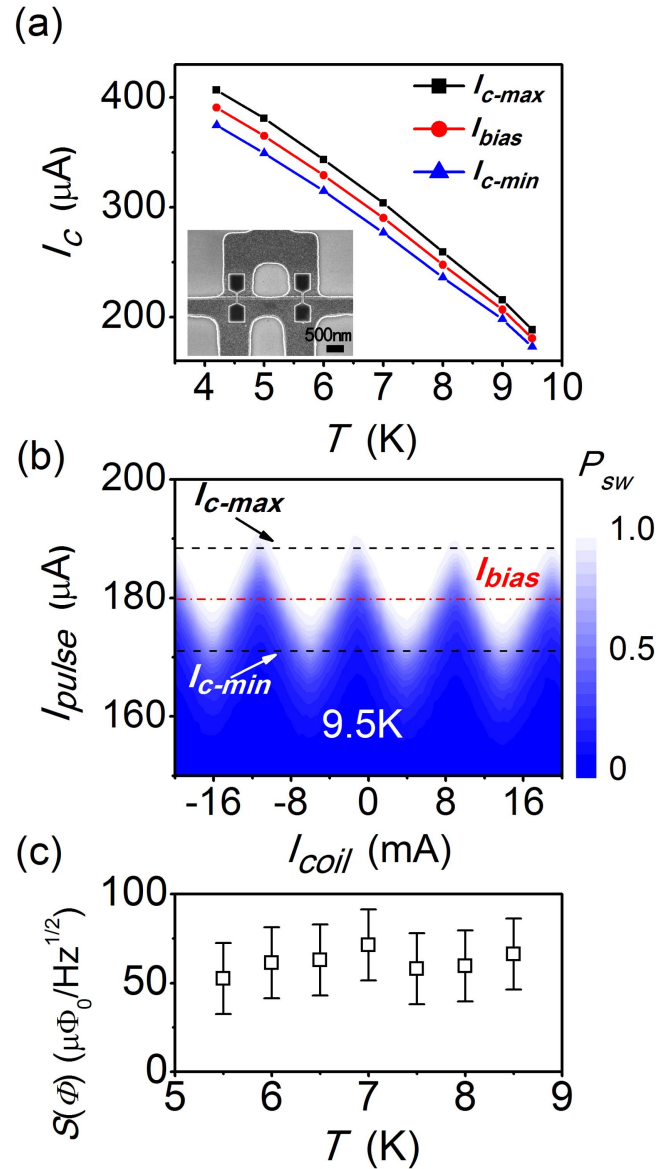 (a)
I_c (μA)
400
300
200
I_c-max
I_bias
I_c-min
500nm
4 5 6 7 8 9 10
T (K)
(b)
P_sw
I_pulse (μA)
200
180
160
I_c-max
I_bias
I_c-min
9.5K
1.0
0.5
0
-16 -8 0 8 16
I_coil (mA)
(c)
S(Φ) (μΦ₀/Hz^1/2)
100
50
0
5 6 7 8 9
T (K)